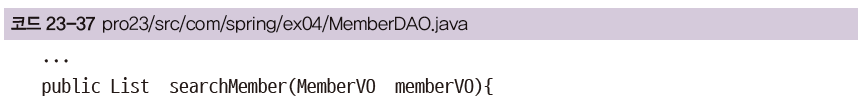 코드 23-37 pro23/src/com/spring/ex04/MemberDAO.java
...
public List  searchMember(MemberVO  memberVO){